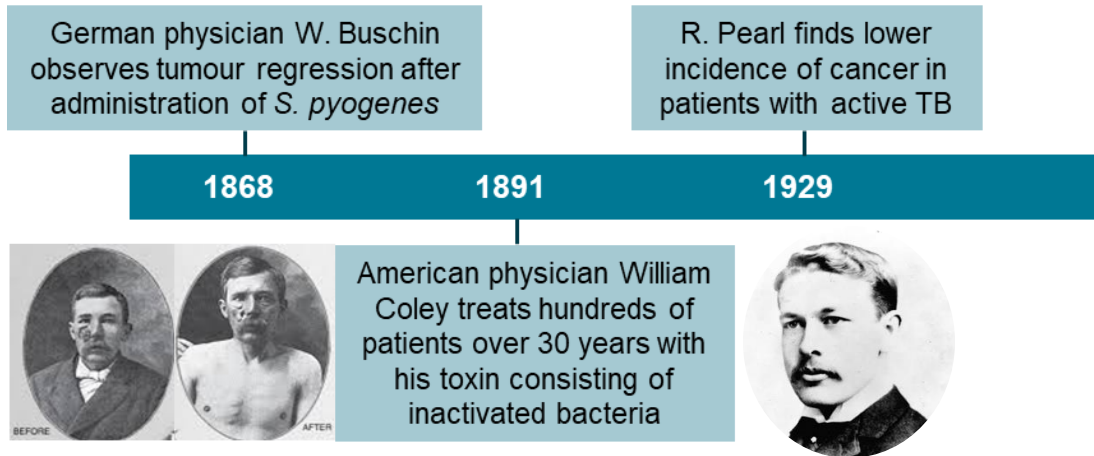 German physician W. Buschin
observes tumour regression after
administration of S. pyogenes
R. Pearl finds lower
incidence of cancer in
patients with active TB
1868
1891
1929
American physician William
Coley treats hundreds of
patients over 30 years with
his toxin consisting of
inactivated bacteria
BEFORE
AFTER